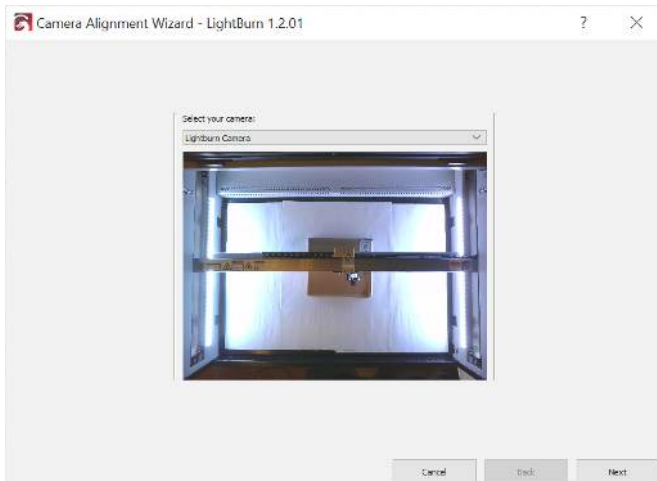 Camera Alignment Wizard - LightBurn 1.2.01
Select your camera:
Lightburn Camera
Cancel
Back
Next